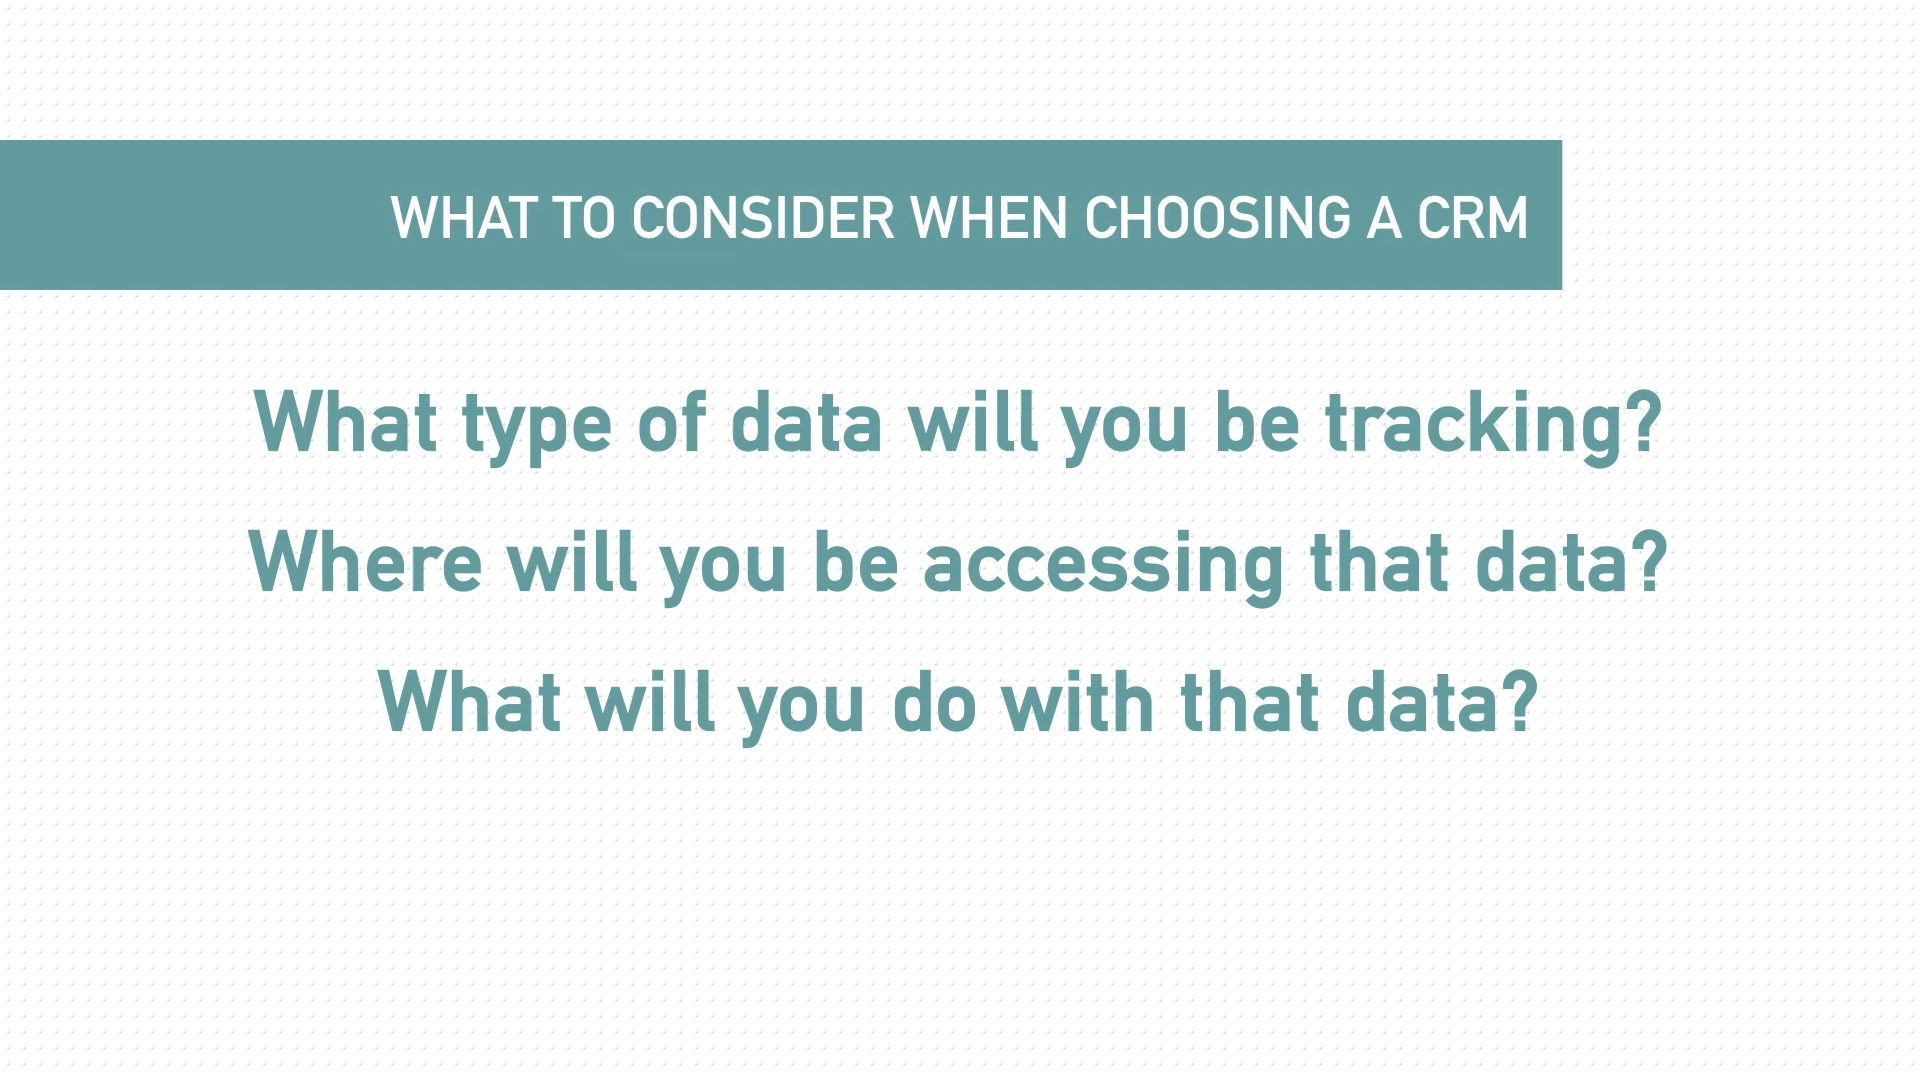 WHAT TO CONSIDER WHEN CHOOSING A CRM
What type of data will you be tracking?
Where will you be accessing that data?
What will you do with that data?